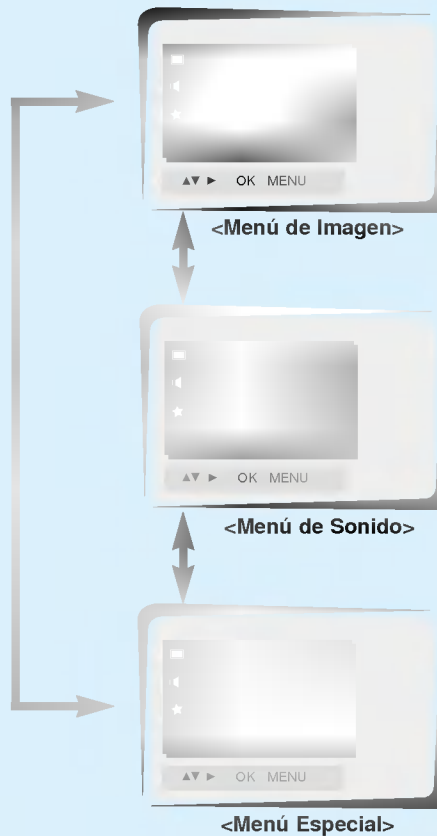 ▲▼ ► OK MENU
<Menú de Imagen>
▲▼ ► OK MENU
<Menú de Sonido>
▲▼ ► OK MENU
<Menú Especial>